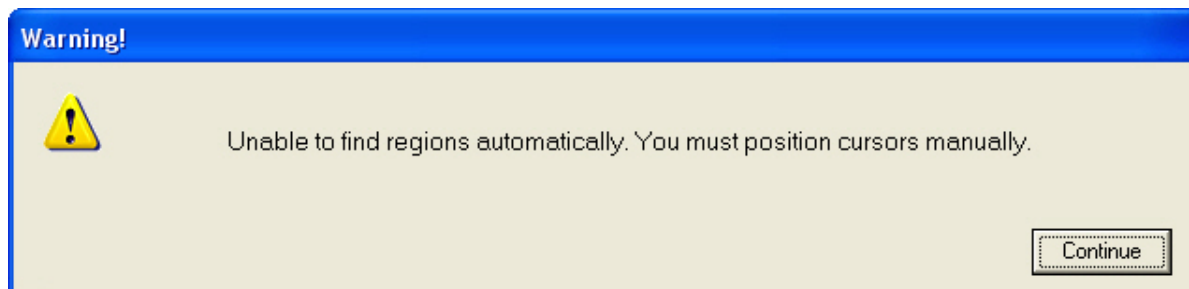 Warning!
Unable to find regions automatically. You must position cursors manually.
Continue